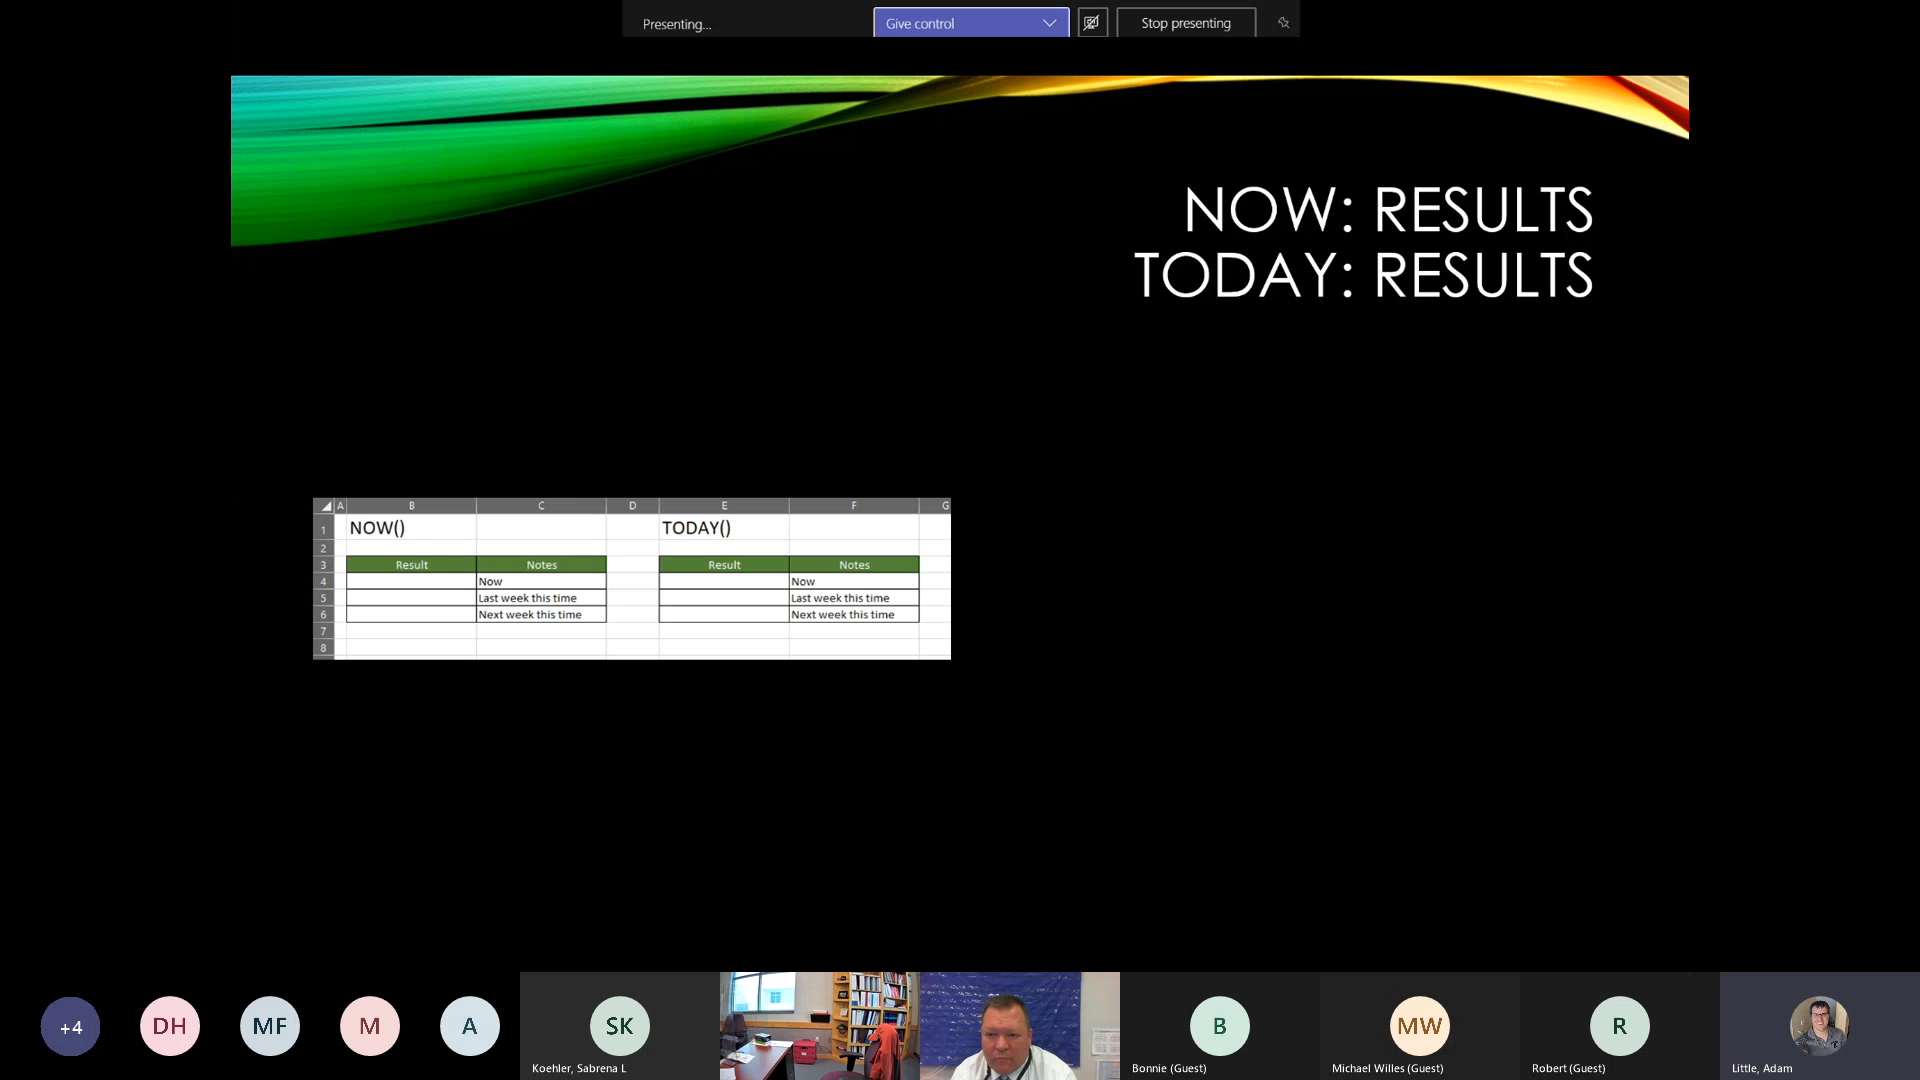 Presenting...
Give control
Stop presenting
NOW: RESULTS
TODAY: RESULTS
A B C D E F G
1 NOW() TODAY()
2
3 Result Notes Result Notes
4 Now Now
5 Last week this time Last week this time
6 Next week this time Next week this time
7
8
+4 DH MF M A SK B MW R
Koehler, Sabrena L Bonnie (Guest) Michael Willes (Guest) Robert (Guest) Little, Adam